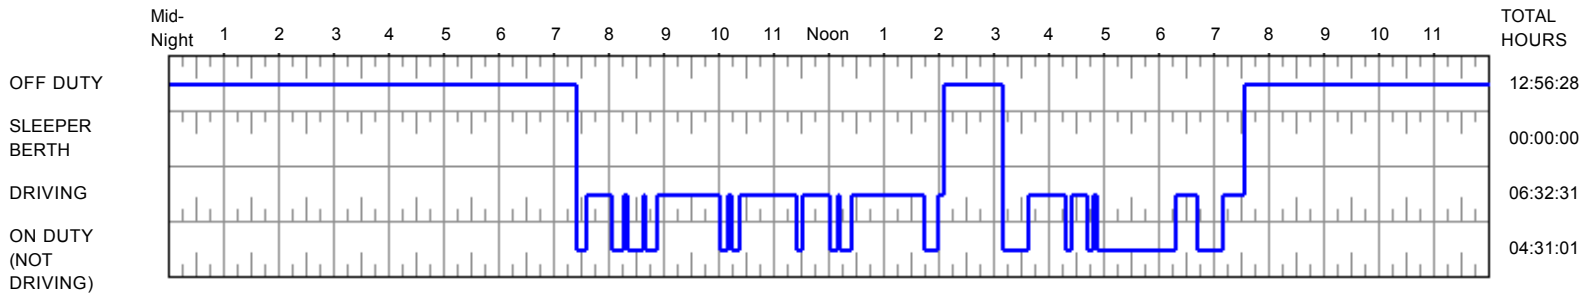 Mid-
Night 1 2 3 4 5 6 7 8 9 10 11 Noon 1 2 3 4 5 6 7 8 9 10 11
TOTAL
HOURS
OFF DUTY 12:56:28
SLEEPER
BERTH 00:00:00
DRIVING 06:32:31
ON DUTY
(NOT
DRIVING) 04:31:01